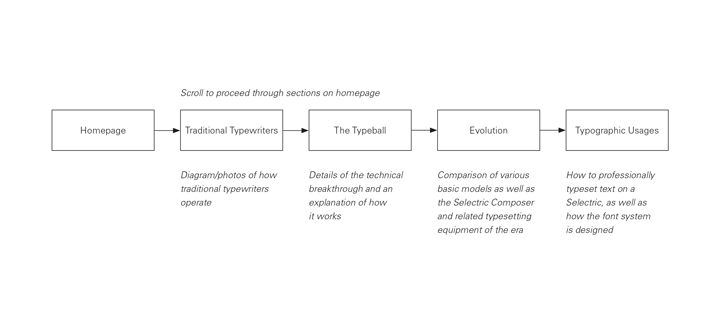 Scroll to proceed through sections on homepage
Homepage
Traditional Typewriters
The Typeball
Evolution
Typographic Usages
Diagram/photos of how
traditional typewriters
operate
Details of the technical
breakthrough and an
explanation of how
it works
Comparison of various
basic models as well as
the Selectric Composer
and related typesetting
equipment of the era
How to professionally
typeset text on a
Selectric, as well as
how the font system
is designed